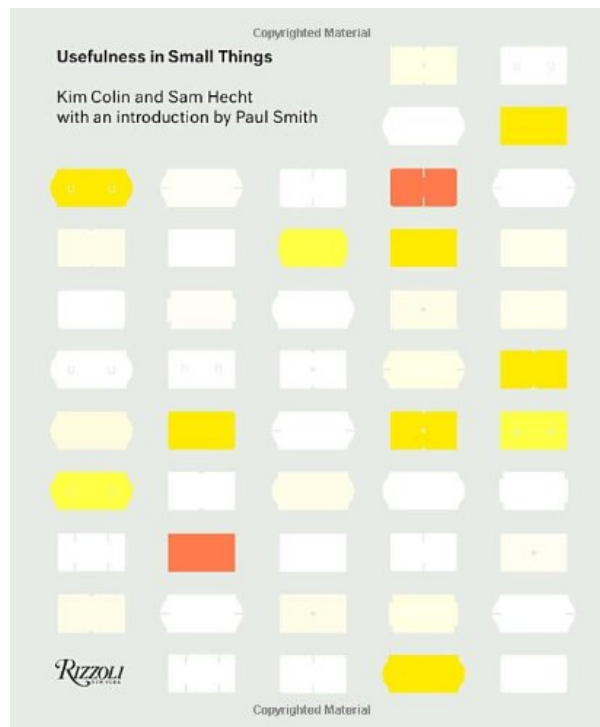 Copyrighted Material
Usefulness in Small Things
Kim Colin and Sam Hecht
with an introduction by Paul Smith
RIZZOLI
NEW YORK
Copyrighted Material